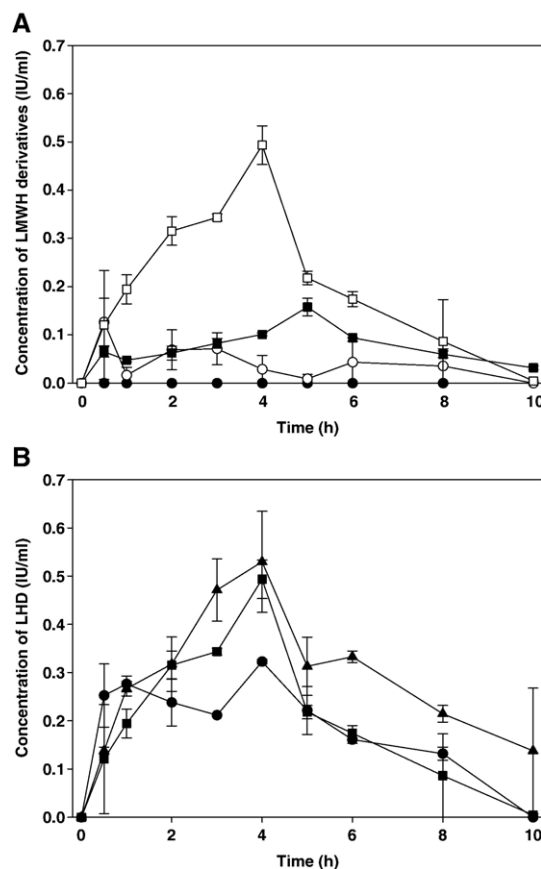 A
Concentration of LMWH derivatives (IU/ml)
0.7
0.6
0.5
0.4
0.3
0.2
0.1
0.0
0 2 4 6 8 10
Time (h)
B
Concentration of LHD (IU/ml)
0.7
0.6
0.5
0.4
0.3
0.2
0.1
0.0
0 2 4 6 8 10
Time (h)